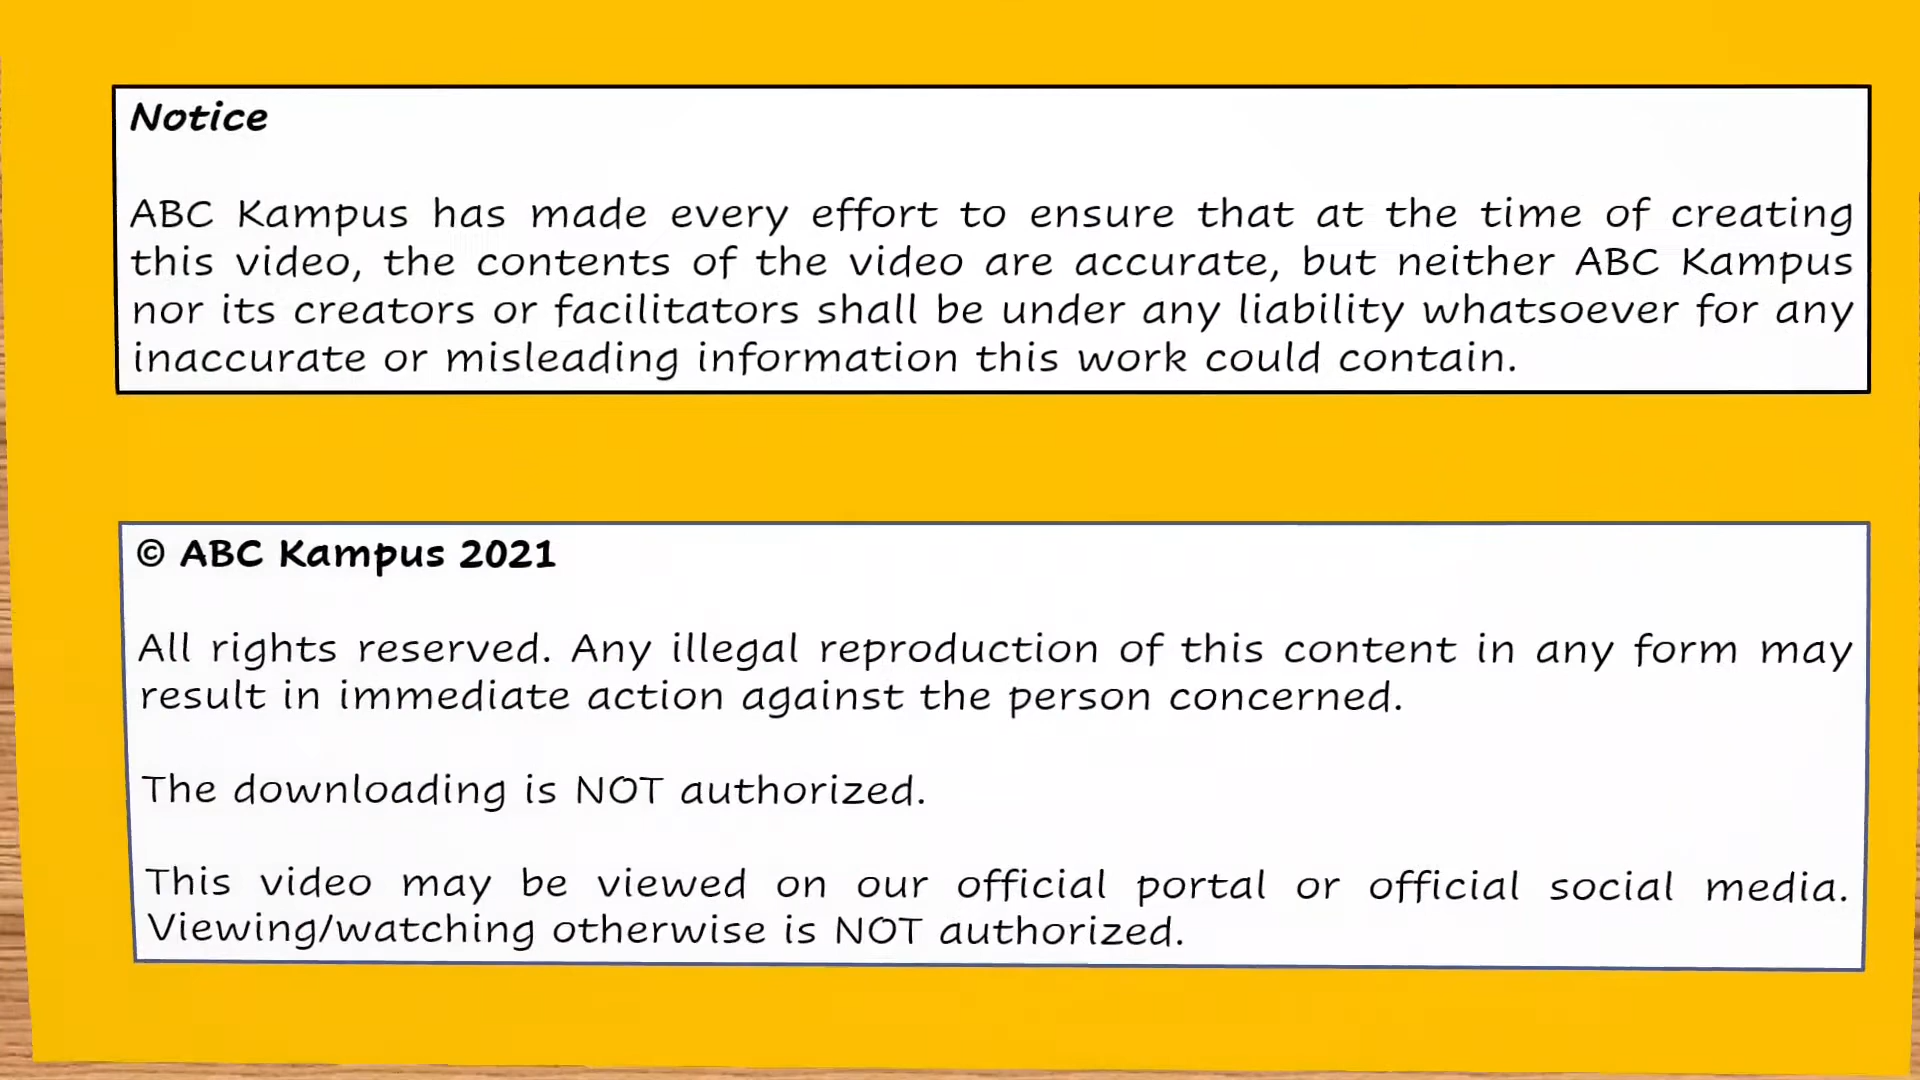 Notice
ABC Kampus has made every effort to ensure that at the time of creating
this video, the contents of the video are accurate, but neither ABC Kampus
nor its creators or facilitators shall be under any liability whatsoever for any
inaccurate or misleading information this work could contain.
© ABC Kampus 2021
All rights reserved. Any illegal reproduction of this content in any form may
result in immediate action against the person concerned.
The downloading is NOT authorized.
This video may be viewed on our official portal or official social media.
Viewing/watching otherwise is NOT authorized.